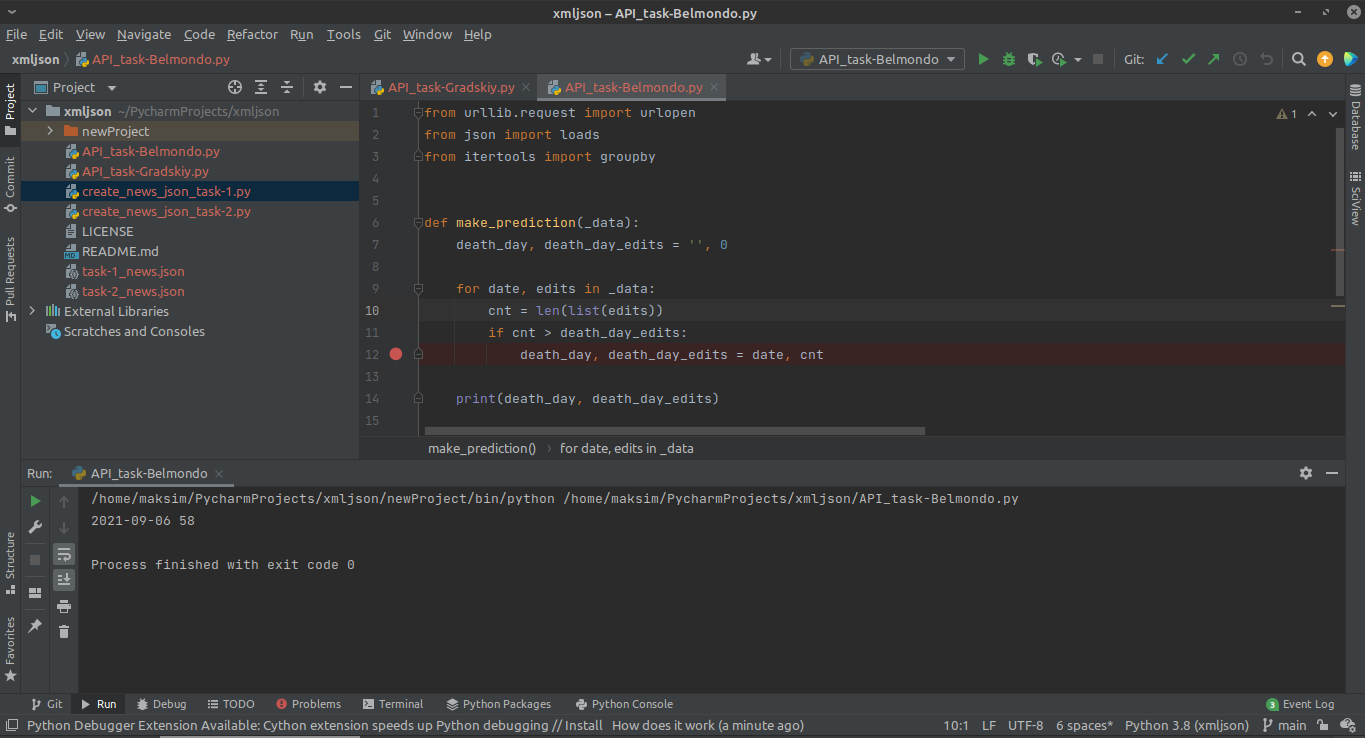 xmljson – API_task-Belmondo.py
File Edit View Navigate Code Refactor Run Tools Git Window Help
xmljson API_task-Belmondo.py API_task-Belmondo Git:
Project
API_task-Gradskiy.py API_task-Belmondo.py
xmljson ~/PycharmProjects/xmljson
newProject
API_task-Belmondo.py
API_task-Gradskiy.py
create_news_json_task-1.py
create_news_json_task-2.py
LICENSE
README.md
task-1_news.json
task-2_news.json
External Libraries
Scratches and Consoles
Project
Commit
Pull Requests
Structure
Favorites
1 from urllib.request import urlopen
2 from json import loads
3 from itertools import groupby
4
5
6 def make_prediction(_data):
7 death_day, death_day_edits = '', 0
8
9 for date, edits in _data:
10 cnt = len(list(edits))
11 if cnt > death_day_edits:
12 death_day, death_day_edits = date, cnt
13
14 print(death_day, death_day_edits)
15
1
Database
SciView
make_prediction() for date, edits in _data
Run: API_task-Belmondo
/home/maksim/PycharmProjects/xmljson/newProject/bin/python /home/maksim/PycharmProjects/xmljson/API_task-Belmondo.py
2021-09-06 58
Process finished with exit code 0
Git Run Debug TODO Problems Terminal Python Packages Python Console 3 Event Log
Python Debugger Extension Available: Cython extension speeds up Python debugging // Install How does it work (a minute ago) 10:1 LF UTF-8 6 spaces* Python 3.8 (xmljson) main